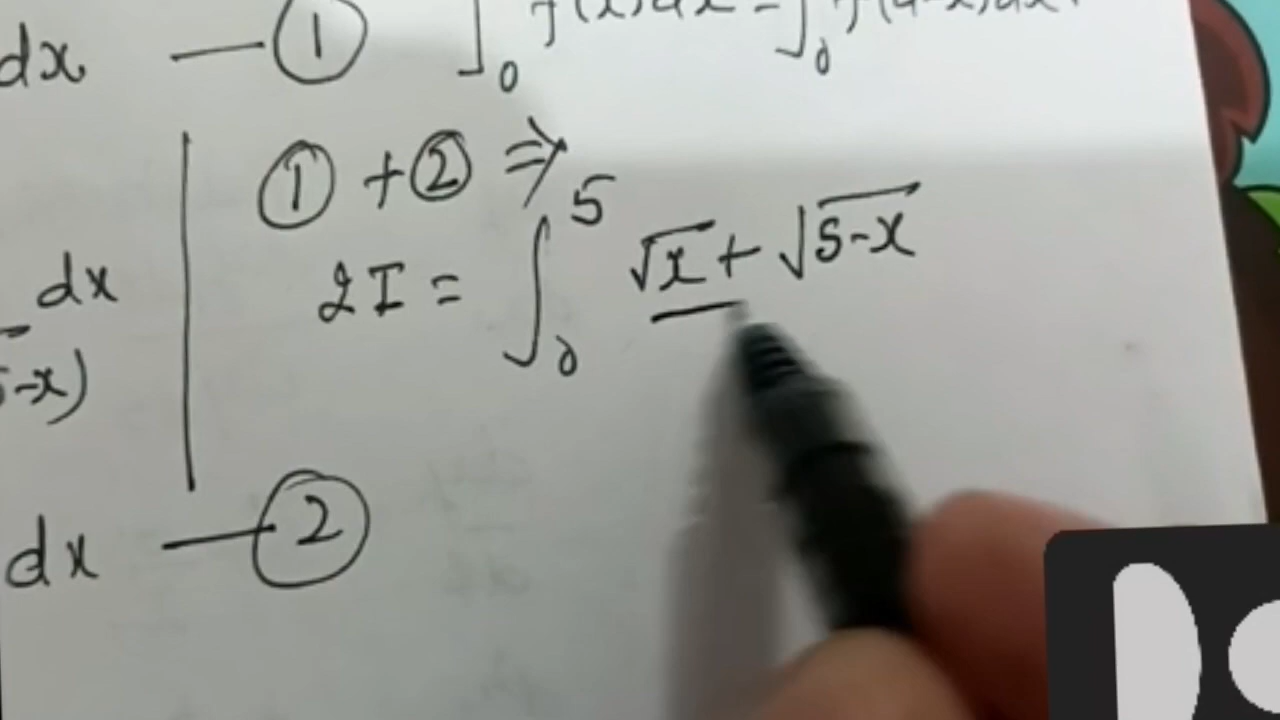 dx — ① ∫₀ f(x)dx = ∫₀ f(a-x)dx.
① + ② ⇒
dx 2I = ∫₀⁵ √x + √5-x
-x)
dx — ②